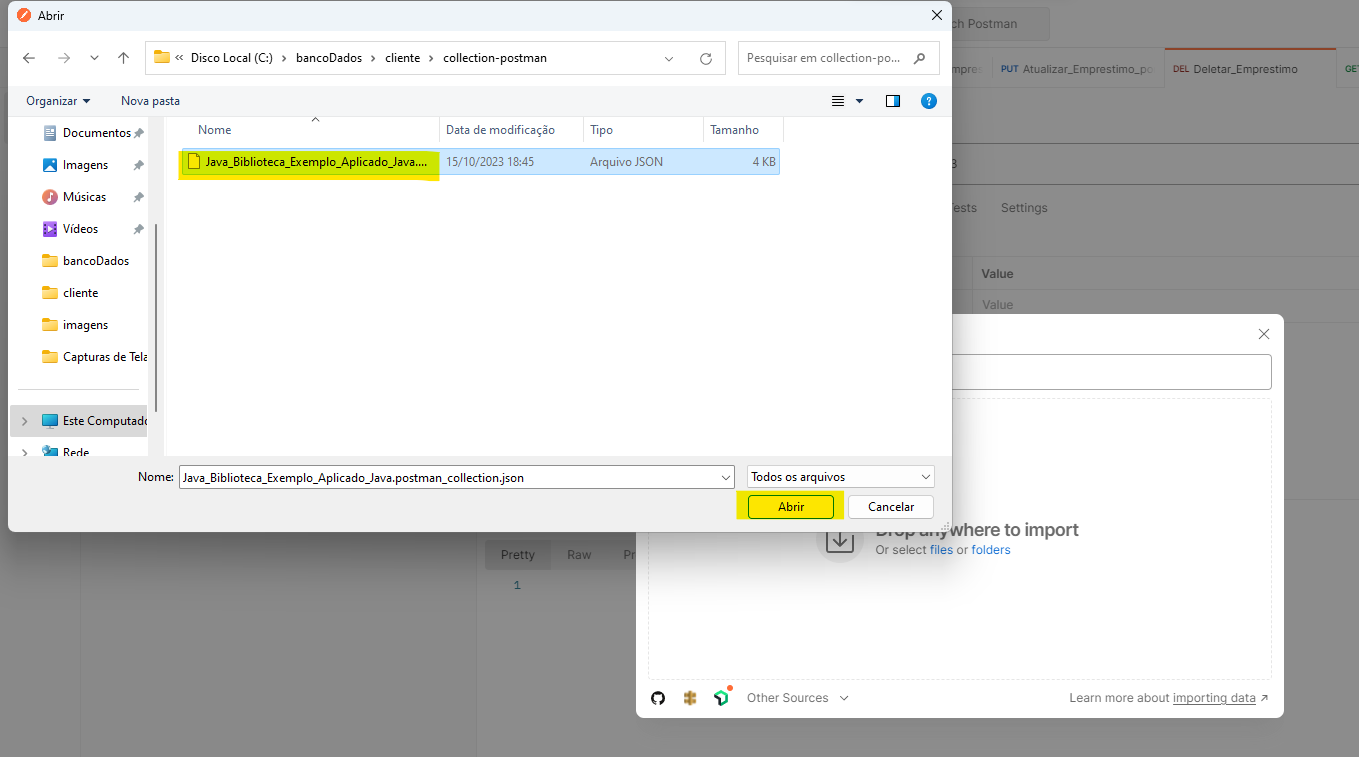 Abrir
ch Postman
« Disco Local (C:) > bancoDados > cliente > collection-postman
Pesquisar em collection-po...
PUT Atualizar_Emprestimo_po
DEL Deletar_Emprestimo
GET
Organizar
Nova pasta
Nome
Data de modificação
Tipo
Tamanho
Java_Biblioteca_Exemplo_Aplicado_Java....
15/10/2023 18:45
Arquivo JSON
4 KB
Documentos
Imagens
Músicas
Vídeos
bancoDados
cliente
imagens
Capturas de Tela
Este Computado
Rede
3
Settings
Value
Value
Nome:
Java_Biblioteca_Exemplo_Aplicado_Java.postman_collection.json
Todos os arquivos
Abrir
Cancelar
Drop anywhere to import
Or select files or folders
Pretty
Raw
Pr
1
Other Sources
Learn more about importing data